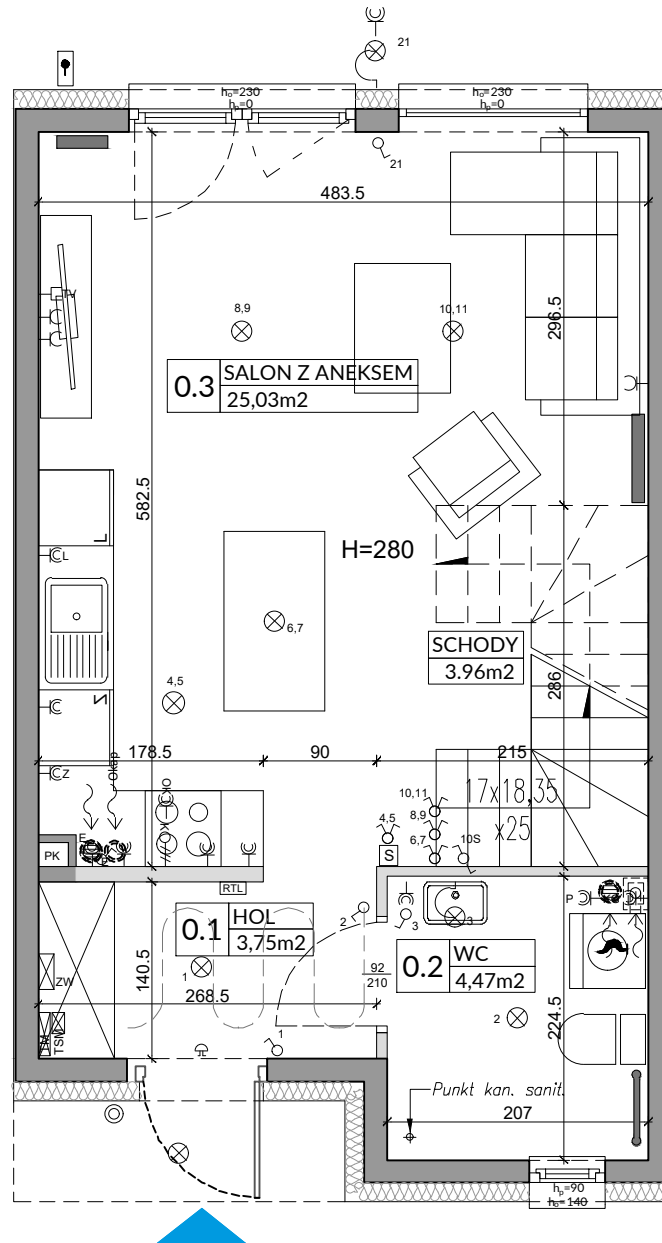 21
hₒ=230
hₚ=0
hₒ=230
hₚ=0
21
483.5
TV
8,9
10,11
296.5
0.3
SALON Z ANEKSEM
25,03m2
582.5
L
H=280
L
6,7
SCHODY
3.96m2
286
4,5
N
178.5
90
215
Z
Okap
10,11
17x18,35
x25
8,9
4,5
6,7
10S
S
PK
E
RTL
2
3
3
P
0.1
HOL
3,75m2
92
210
0.2
WC
4,47m2
140.5
1
268.5
ZW
TSM
1
2
224.5
Punkt kan. sanit.
207
hₚ=90
hₒ=140